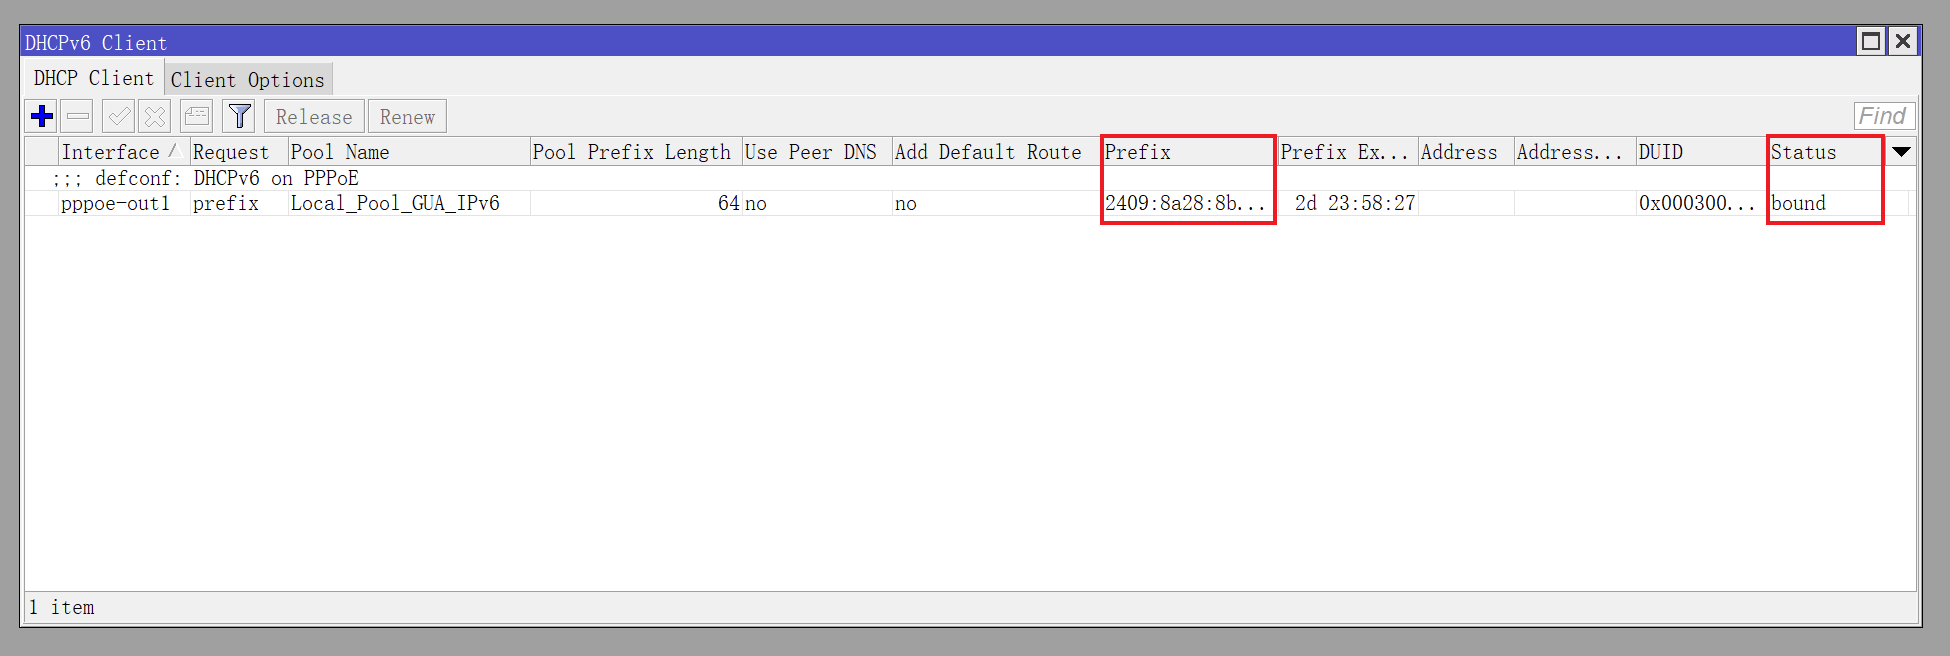 DHCPv6 Client
DHCP Client Client Options
Release Renew Find
Interface Request Pool Name Pool Prefix Length Use Peer DNS Add Default Route Prefix Prefix Ex... Address Address... DUID Status
;;; defconf: DHCPv6 on PPPoE
pppoe-out1 prefix Local_Pool_GUA_IPv6 64 no no 2409:8a28:8b... 2d 23:58:27 0x000300... bound
1 item